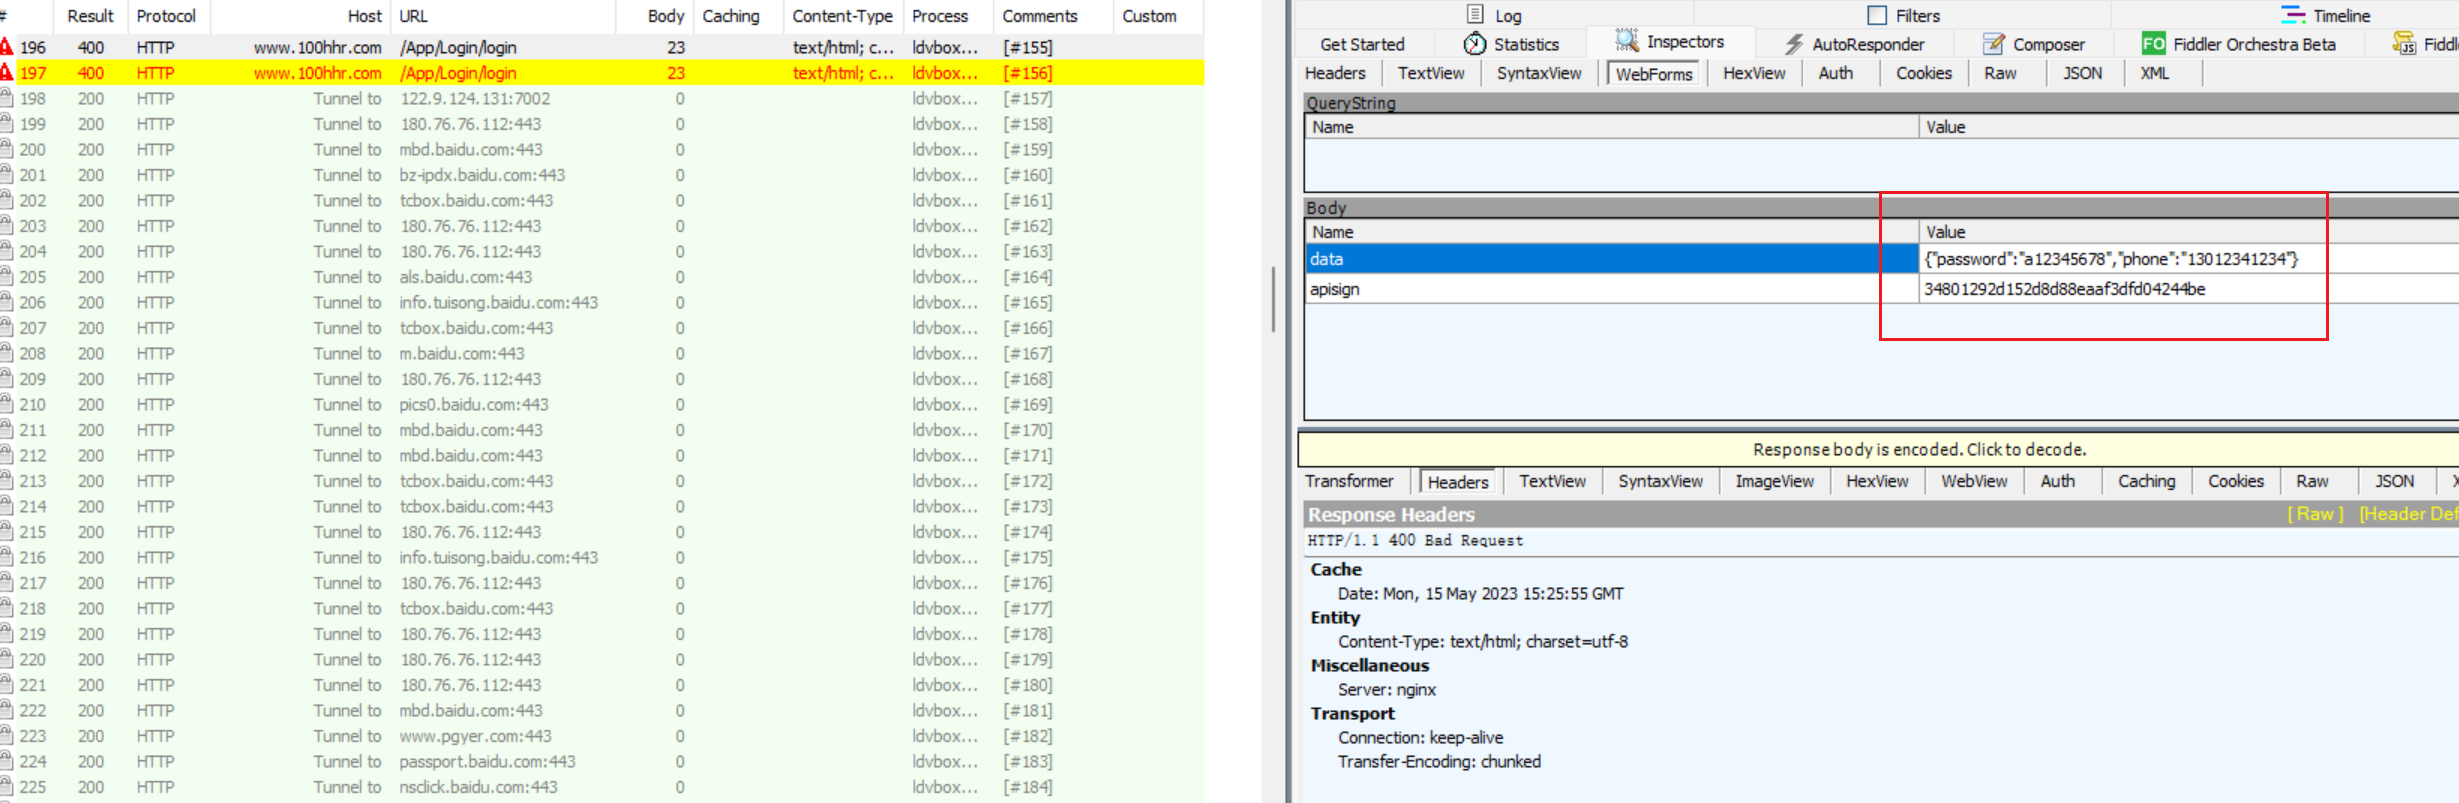 # Result Protocol Host URL Body Caching Content-Type Process Comments Custom
196 400 HTTP www.100hhr.com /App/Login/login 23 text/html; c... ldvbox... [#155]
197 400 HTTP www.100hhr.com /App/Login/login 23 text/html; c... ldvbox... [#156]
198 200 HTTP Tunnel to 122.9.124.131:7002 0 ldvbox... [#157]
199 200 HTTP Tunnel to 180.76.76.112:443 0 ldvbox... [#158]
200 200 HTTP Tunnel to mbd.baidu.com:443 0 ldvbox... [#159]
201 200 HTTP Tunnel to bz-ipdx.baidu.com:443 0 ldvbox... [#160]
202 200 HTTP Tunnel to tcbox.baidu.com:443 0 ldvbox... [#161]
203 200 HTTP Tunnel to 180.76.76.112:443 0 ldvbox... [#162]
204 200 HTTP Tunnel to 180.76.76.112:443 0 ldvbox... [#163]
205 200 HTTP Tunnel to als.baidu.com:443 0 ldvbox... [#164]
206 200 HTTP Tunnel to info.tuisong.baidu.com:443 0 ldvbox... [#165]
207 200 HTTP Tunnel to tcbox.baidu.com:443 0 ldvbox... [#166]
208 200 HTTP Tunnel to m.baidu.com:443 0 ldvbox... [#167]
209 200 HTTP Tunnel to 180.76.76.112:443 0 ldvbox... [#168]
210 200 HTTP Tunnel to pics0.baidu.com:443 0 ldvbox... [#169]
211 200 HTTP Tunnel to mbd.baidu.com:443 0 ldvbox... [#170]
212 200 HTTP Tunnel to mbd.baidu.com:443 0 ldvbox... [#171]
213 200 HTTP Tunnel to tcbox.baidu.com:443 0 ldvbox... [#172]
214 200 HTTP Tunnel to tcbox.baidu.com:443 0 ldvbox... [#173]
215 200 HTTP Tunnel to 180.76.76.112:443 0 ldvbox... [#174]
216 200 HTTP Tunnel to info.tuisong.baidu.com:443 0 ldvbox... [#175]
217 200 HTTP Tunnel to 180.76.76.112:443 0 ldvbox... [#176]
218 200 HTTP Tunnel to tcbox.baidu.com:443 0 ldvbox... [#177]
219 200 HTTP Tunnel to 180.76.76.112:443 0 ldvbox... [#178]
220 200 HTTP Tunnel to 180.76.76.112:443 0 ldvbox... [#179]
221 200 HTTP Tunnel to 180.76.76.112:443 0 ldvbox... [#180]
222 200 HTTP Tunnel to mbd.baidu.com:443 0 ldvbox... [#181]
223 200 HTTP Tunnel to www.pgyer.com:443 0 ldvbox... [#182]
224 200 HTTP Tunnel to passport.baidu.com:443 0 ldvbox... [#183]
225 200 HTTP Tunnel to nsclick.baidu.com:443 0 ldvbox... [#184]
Log Filters Timeline
Get Started Statistics Inspectors AutoResponder Composer FO Fiddler Orchestra Beta JS Fiddl
Headers TextView SyntaxView WebForms HexView Auth Cookies Raw JSON XML
QueryString
Name Value
Body
Name Value
data {"password":"a12345678","phone":"13012341234"}
apisign 34801292d152d8d88eaaf3dfd04244be
Response body is encoded. Click to decode.
Transformer Headers TextView SyntaxView ImageView HexView WebView Auth Caching Cookies Raw JSON X
Response Headers [ Raw ] [Header Def
HTTP/1.1 400 Bad Request
Cache
Date: Mon, 15 May 2023 15:25:55 GMT
Entity
Content-Type: text/html; charset=utf-8
Miscellaneous
Server: nginx
Transport
Connection: keep-alive
Transfer-Encoding: chunked